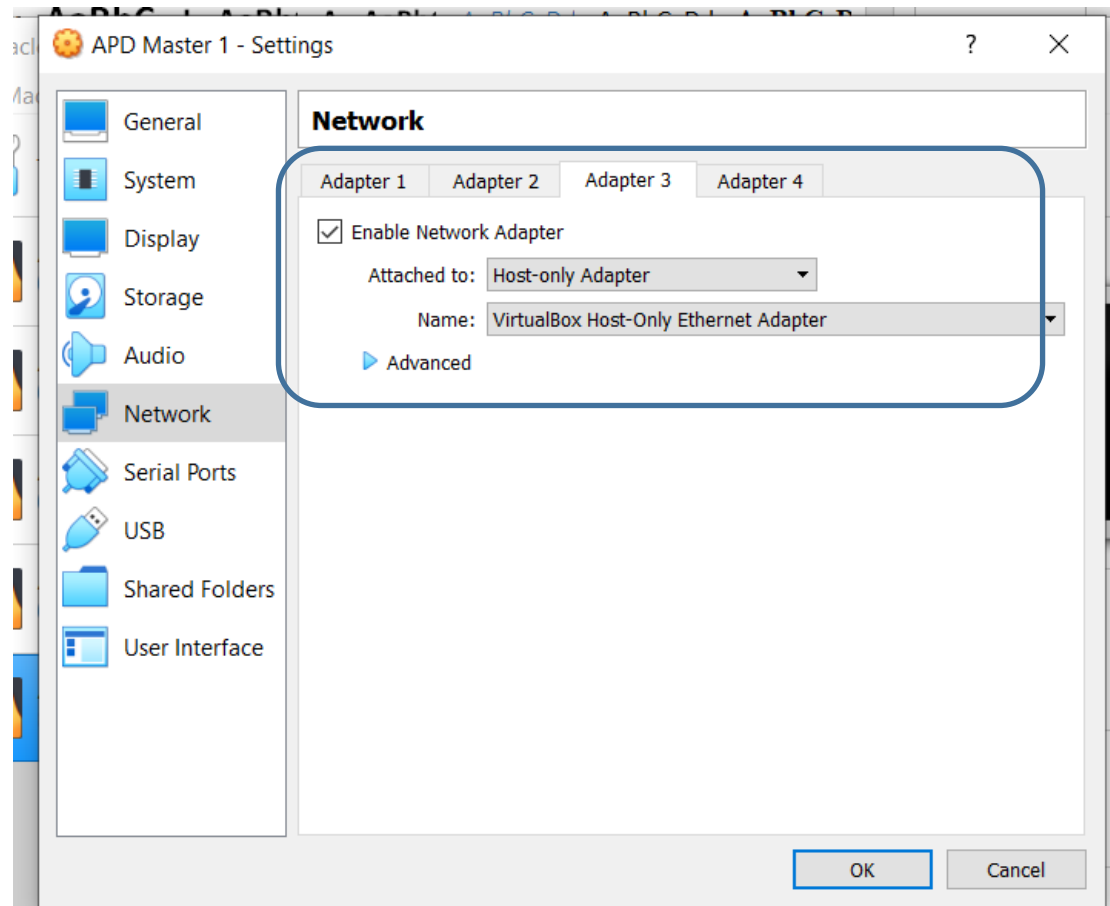 APD Master 1 - Settings
?
General
System
Display
Storage
Audio
Network
Serial Ports
USB
Shared Folders
User Interface
Network
Adapter 1 Adapter 2 Adapter 3 Adapter 4
Enable Network Adapter
Attached to: Host-only Adapter
Name: VirtualBox Host-Only Ethernet Adapter
Advanced
OK Cancel